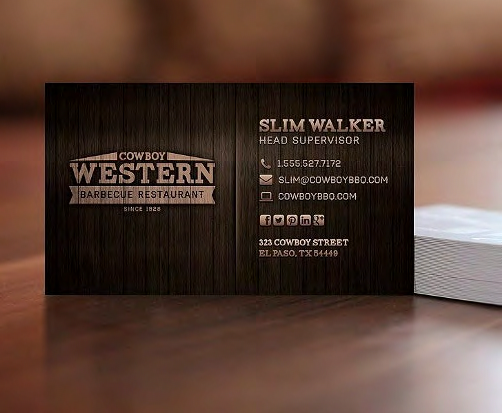 COWBOY
WESTERN
BARBECUE RESTAURANT
SINCE 1928
SLIM WALKER
HEAD SUPERVISOR
1.555.527.7172
SLIM@COWBOYBBQ.COM
COWBOYBBQ.COM
323 COWBOY STREET
EL PASO, TX 54449